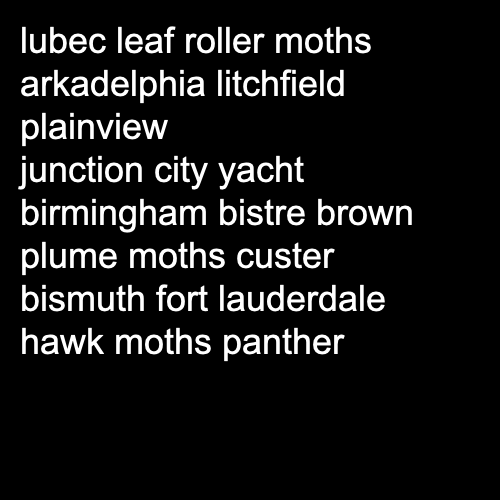 lubec leaf roller moths
arkadelphia litchfield
plainview
junction city yacht
birmingham bistre brown
plume moths custer
bismuth fort lauderdale
hawk moths panther